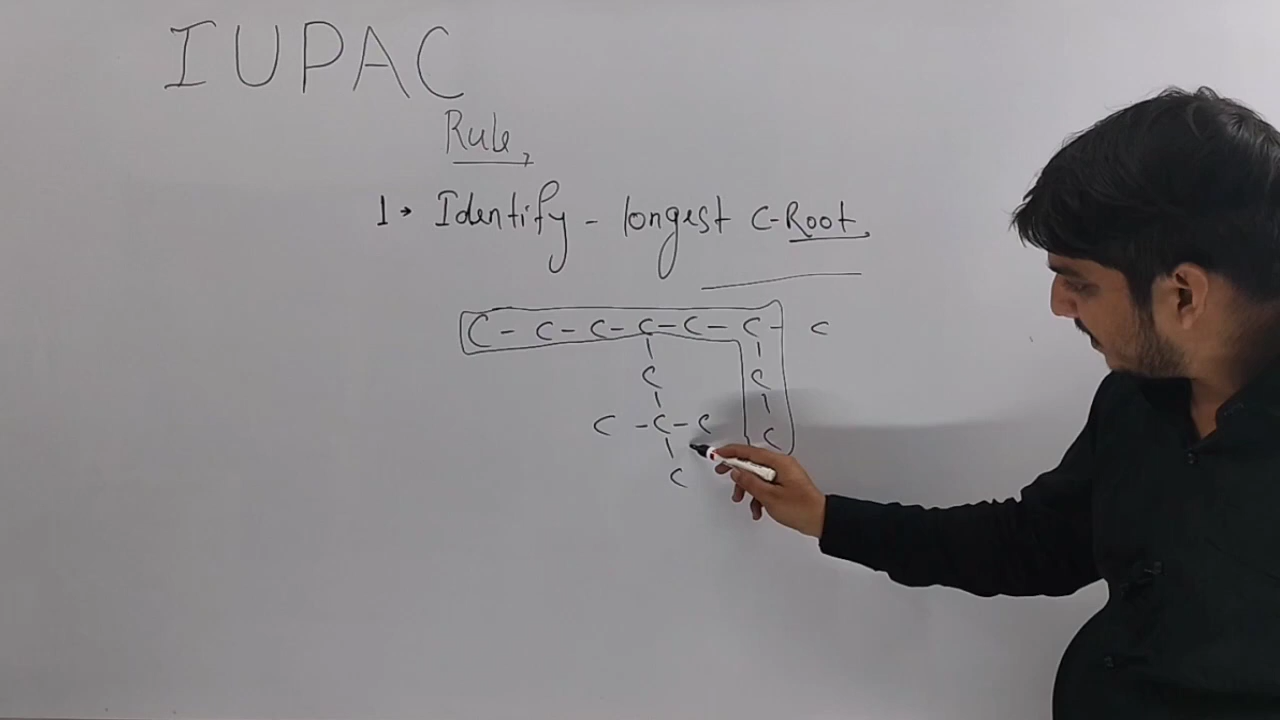 IUPAC
Rule,
1→ Identify - longest C-Root,
C - C - C - C - C - C - C
| |
C C
| |
C - C - C C
|
C